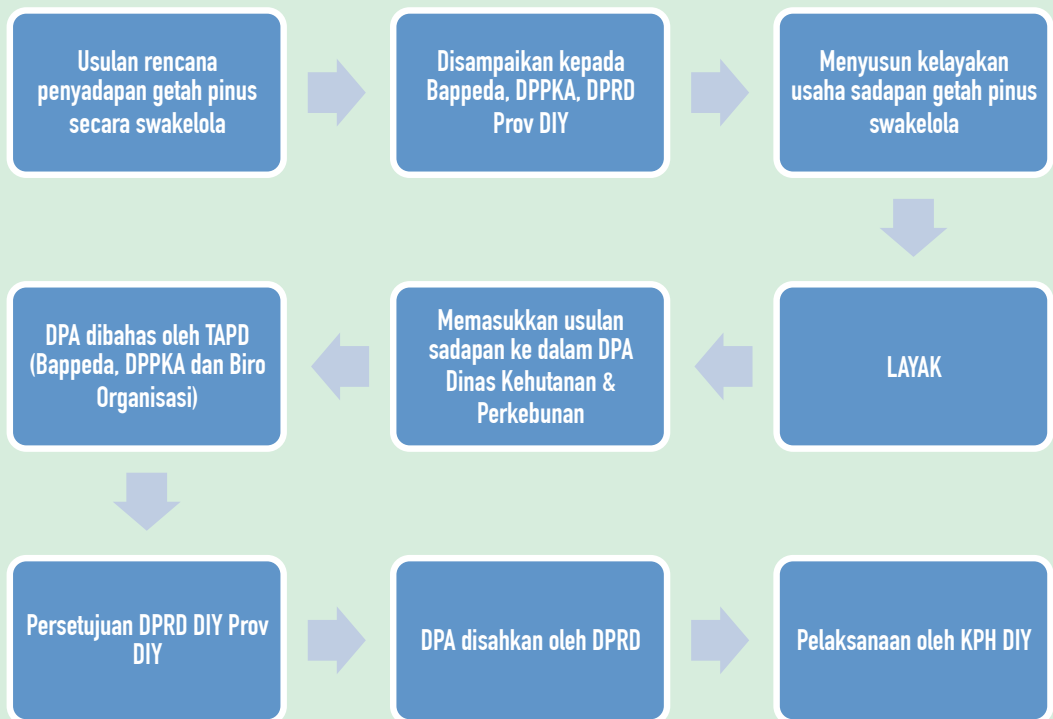 Usulan rencana
penyadapan getah pinus
secara swakelola
Disampaikan kepada
Bappeda, DPPKA, DPRD
Prov DIY
Menyusun kelayakan
usaha sadapan getah pinus
swakelola
LAYAK
Memasukkan usulan
sadapan ke dalam DPA
Dinas Kehutanan &
Perkebunan
DPA dibahas oleh TAPD
(Bappeda, DPPKA dan Biro
Organisasi)
Persetujuan DPRD DIY Prov
DIY
DPA disahkan oleh DPRD
Pelaksanaan oleh KPH DIY